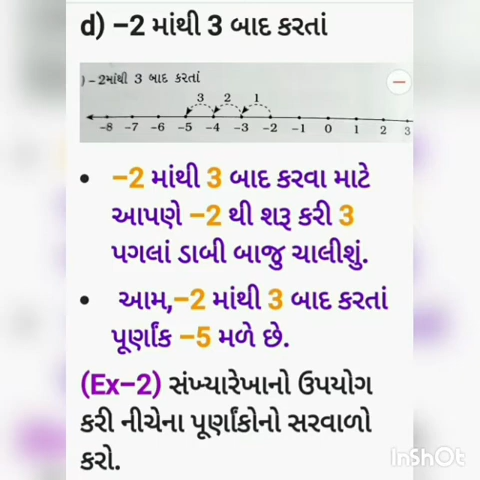 d) −2 માંથી 3 બાદ કરતાં
) – 2માંથી 3 બાદ કરતાં
3 2 1
−8 −7 −6 −5 −4 −3 −2 −1 0 1 2 3
• −2 માંથી 3 બાદ કરવા માટે
આપણે −2 થી શરૂ કરી 3
પગલાં ડાબી બાજુ ચાલીશું.
• આમ,−2 માંથી 3 બાદ કરતાં
પૂર્ણાંક −5 મળે છે.
(Ex−2) સંખ્યારેખાનો ઉપયોગ
કરી નીચેના પૂર્ણાંકોનો સરવાળો
કરો.
InShOt